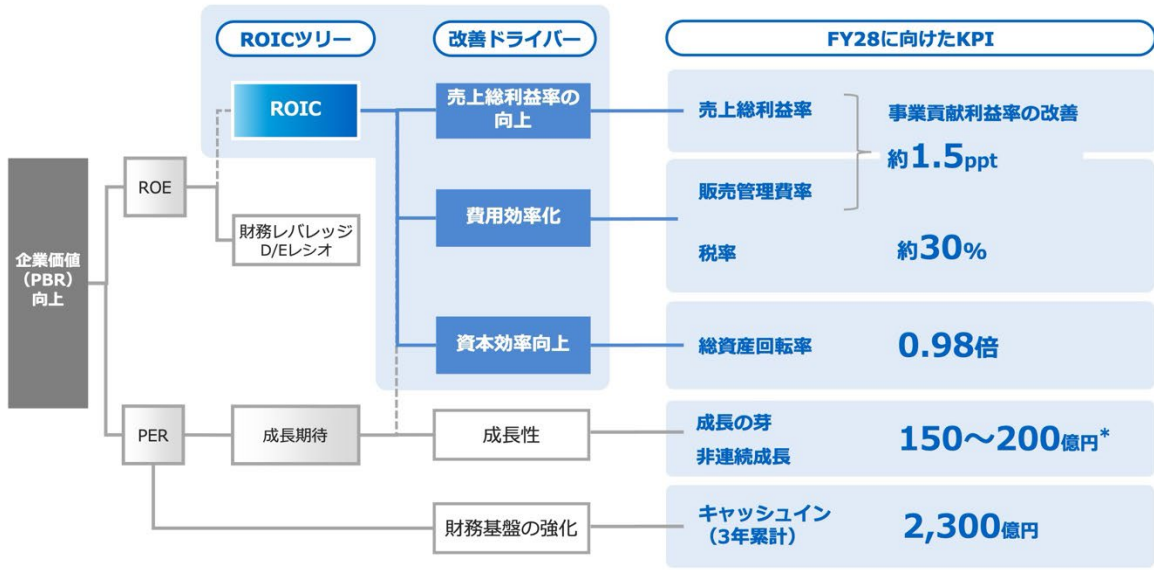 ROICツリー
改善ドライバー
FY28に向けたKPI
ROIC
売上総利益率の
向上
売上総利益率
事業貢献利益率の改善
約1.5ppt
ROE
財務レバレッジ
D/Eレシオ
費用効率化
販売管理費率
税率
約30%
企業価値
（PBR）
向上
資本効率向上
総資産回転率
0.98倍
PER
成長期待
成長性
成長の芽
非連続成長
150～200億円*
財務基盤の強化
キャッシュイン
（3年累計）
2,300億円